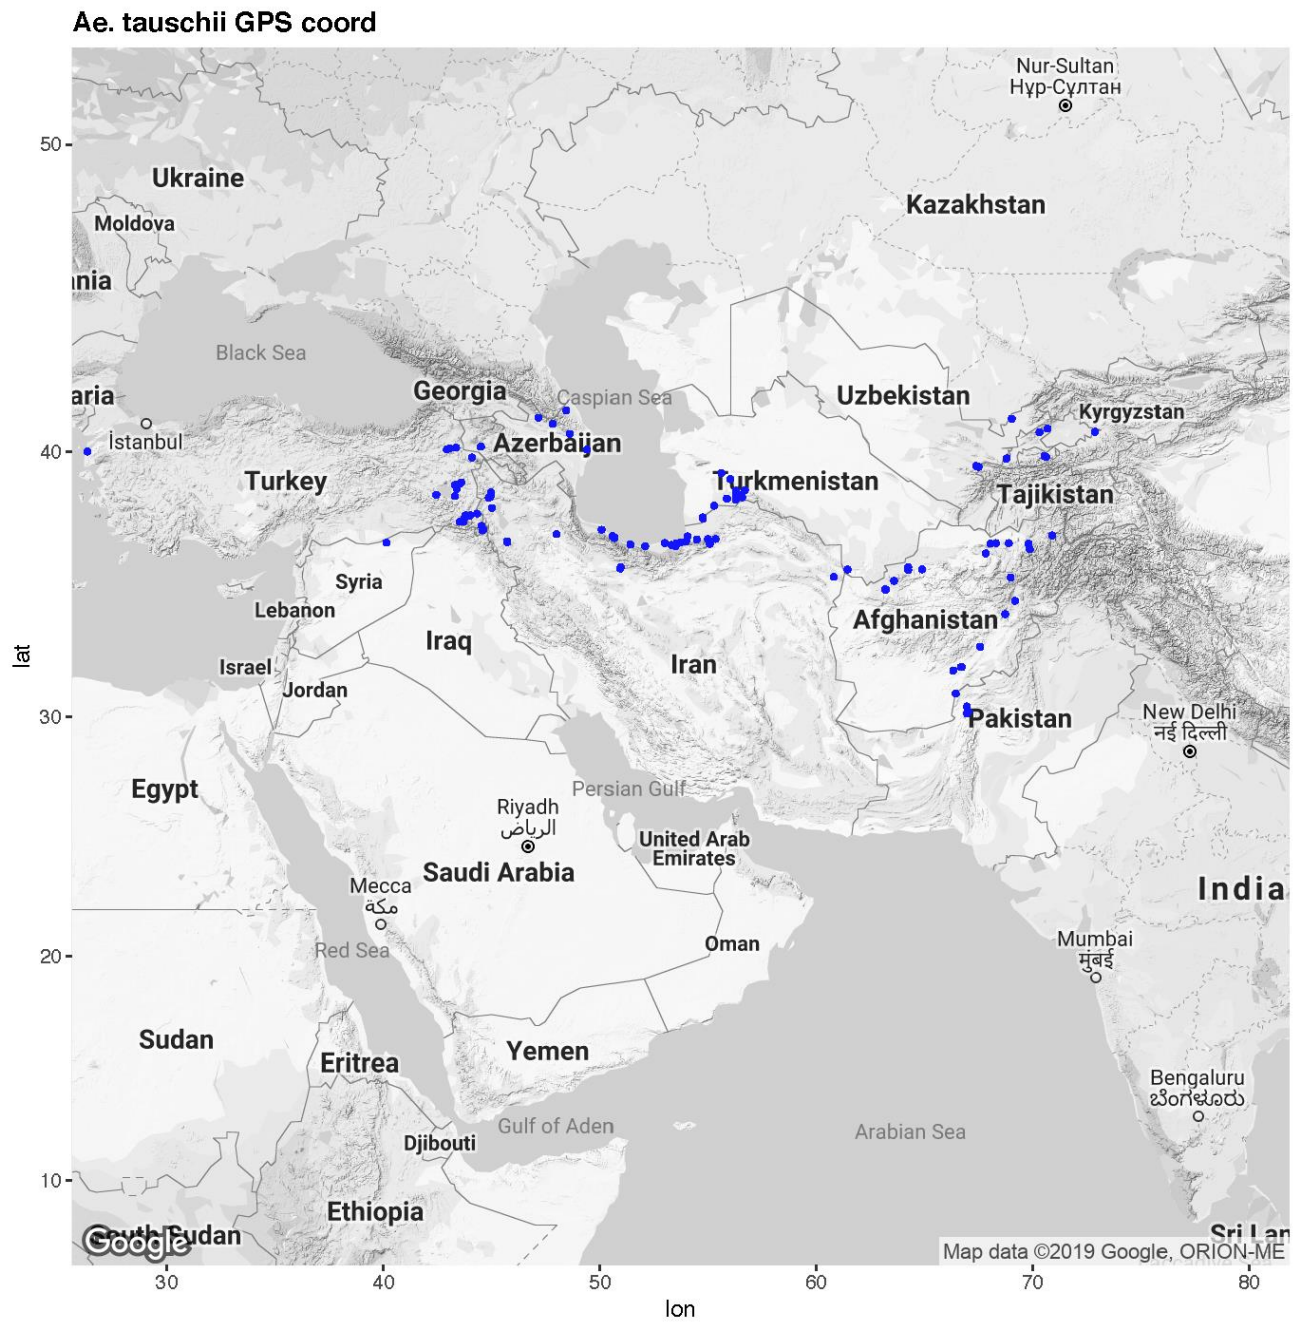 Ae. tauschii GPS coord
Nur-Sultan
Нұр-Сұлтан
50
Ukraine
Kazakhstan
Moldova
nia
Black Sea
Georgia
Caspian Sea
Uzbekistan
Kyrgyzstan
aria
İstanbul
40
Azerbaijan
Turkey
Turkmenistan
Tajikistan
Syria
Lebanon
Afghanistan
Iraq
Iran
Israel
Jordan
lat
30
Pakistan
New Delhi
नई दिल्ली
Egypt
Persian Gulf
Riyadh
الرياض
United Arab
Emirates
Saudi Arabia
Mecca
مكة
India
Red Sea
Oman
Mumbai
मुंबई
20
Sudan
Yemen
Eritrea
Bengaluru
ಬೆಂಗಳೂರು
Gulf of Aden
Arabian Sea
Djibouti
10
Ethiopia
South Sudan
Google
Sri Lan
Map data ©2019 Google, ORION-ME
30
40
50
60
70
80
lon